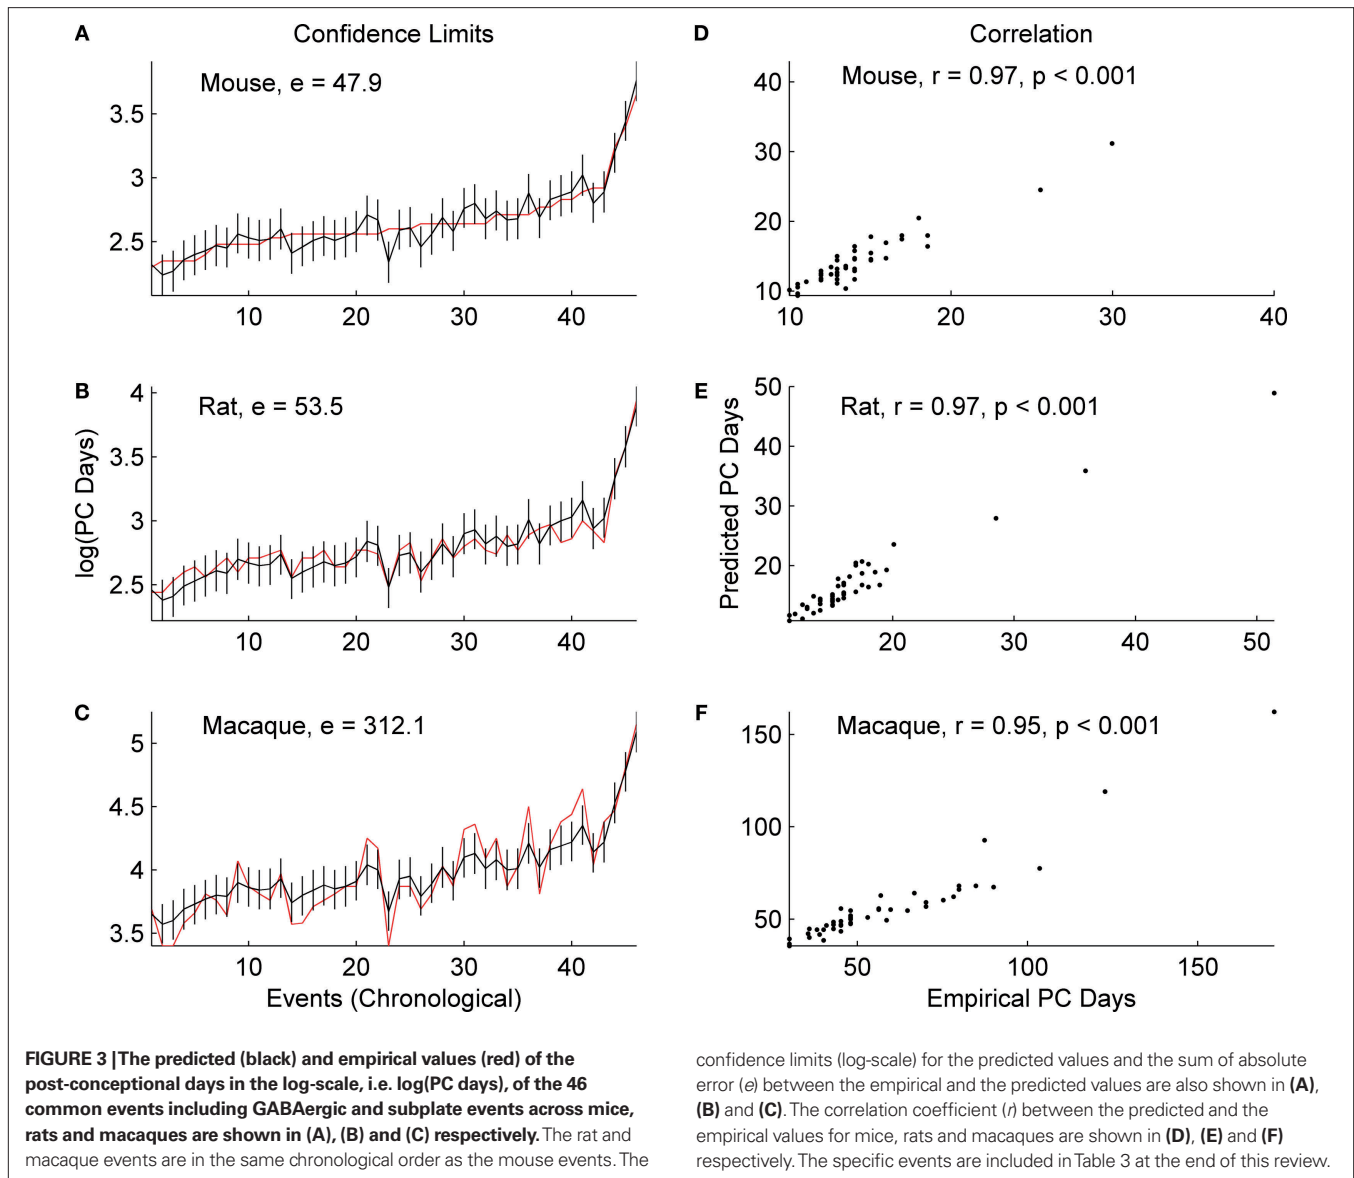 A
Confidence Limits
Mouse, e = 47.9
3.5
3
2.5
10
20
30
40
B
Rat, e = 53.5
log(PC Days)
4
3.5
3
2.5
10
20
30
40
C
Macaque, e = 312.1
5
4.5
4
3.5
10
20
30
40
Events (Chronological)
D
Correlation
Mouse, r = 0.97, p < 0.001
40
30
20
10
10
20
30
40
E
Rat, r = 0.97, p < 0.001
Predicted PC Days
50
40
30
20
20
30
40
50
F
Macaque, r = 0.95, p < 0.001
150
100
50
50
100
150
Empirical PC Days
FIGURE 3 | The predicted (black) and empirical values (red) of the
post-conceptional days in the log-scale, i.e. log(PC days), of the 46
common events including GABAergic and subplate events across mice,
rats and macaques are shown in (A), (B) and (C) respectively. The rat and
macaque events are in the same chronological order as the mouse events. The
confidence limits (log-scale) for the predicted values and the sum of absolute
error (e) between the empirical and the predicted values are also shown in (A),
(B) and (C). The correlation coefficient (r) between the predicted and the
empirical values for mice, rats and macaques are shown in (D), (E) and (F)
respectively. The specific events are included in Table 3 at the end of this review.